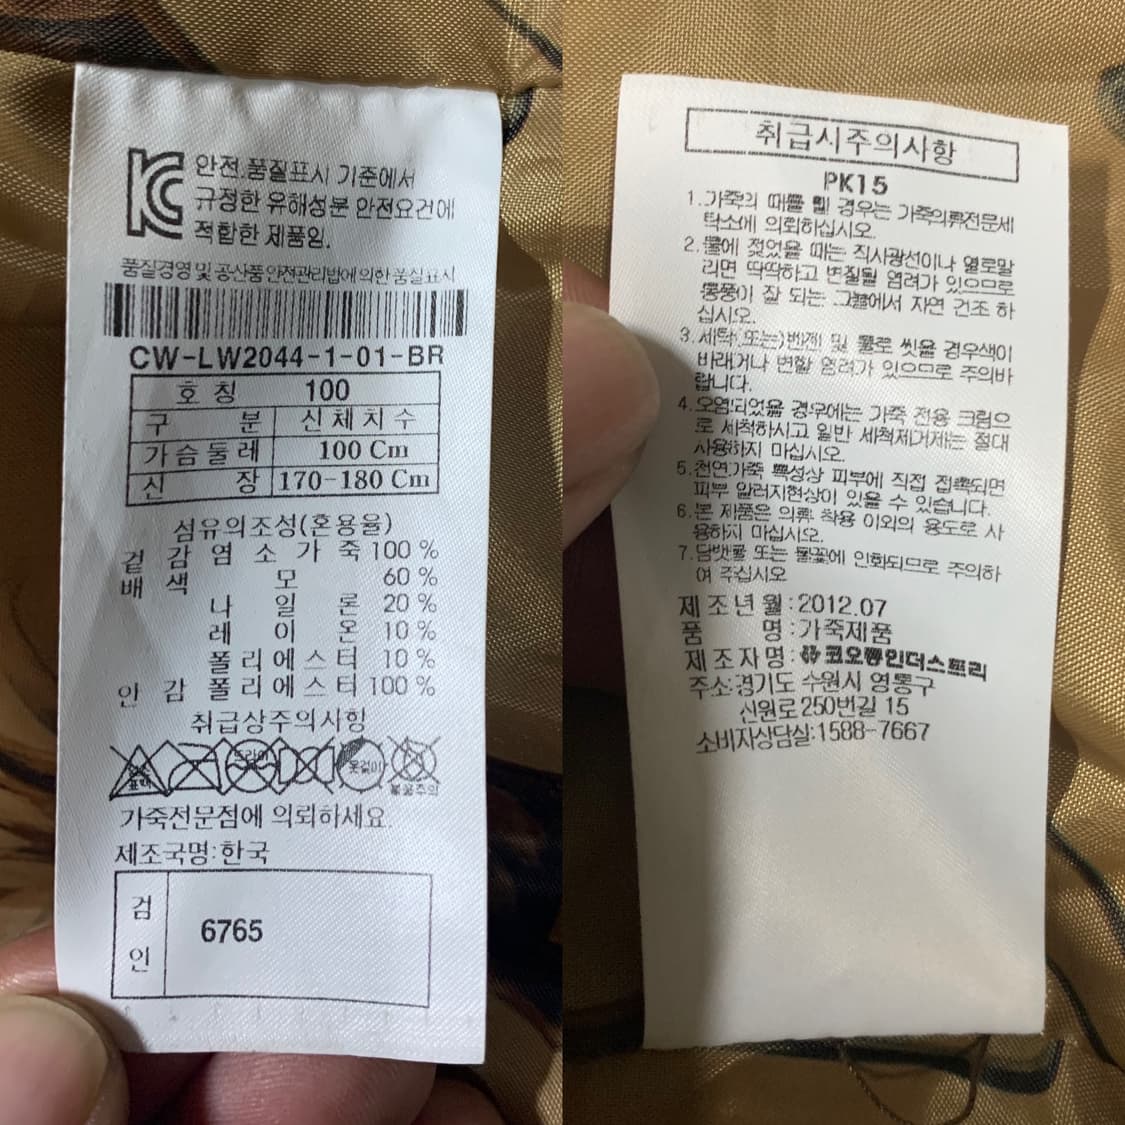 KC 안전.품질표시 기준에서
규정한 유해성분 안전요건에
적합한 제품임.
품질경영 및 공산품안전관리법에 의한 품질표시
CW-LW2044-1-01-BR
호 칭 100
구 분 신체치수
가슴둘레 100 Cm
신 장 170-180 Cm
섬유의조성(혼용율)
겉 감 염 소 가 죽 100 %
배 색 모 60 %
나 일 론 20 %
레 이 온 10 %
폴리에스터 10 %
안 감 폴리에스터 100 %
취급상주의사항
염소 표백 드라이 옷걸이
불꽃주의
가죽전문점에 의뢰하세요.
제조국명:한국
검 인 6765
취급시주의사항
PK15
1.가죽의 때를 뺄 경우는 가죽의류전문세
탁소에 의뢰하십시오.
2.물에 젖었을 때는 직사광선이나 열로말
리면 딱딱하고 변질될 염려가 있으므로
통풍이 잘 되는 그늘에서 자연 건조 하
십시오.
3.세탁(또는)벤젠 및 물로 씻을 경우색이
바래거나 변할 염려가 있으므로 주의바
랍니다.
4.오염되었을 경우에는 가죽 전용 크림으
로 세척하시고 일반 세척제거제는 절대
사용하지 마십시오.
5.천연가죽 특성상 피부에 직접 접촉되면
피부 알러지현상이 있을 수 있습니다.
6.본 제품은 의류 착용 이외의 용도로 사
용하지 마십시오.
7.담뱃불 또는 불꽃에 인화되므로 주의하
여 주십시오
제조년월:2012.07
품 명:가죽제품
제조자명: 코오롱인더스트리
주소:경기도 수원시 영통구
신원로250번길 15
소비자상담실:1588-7667